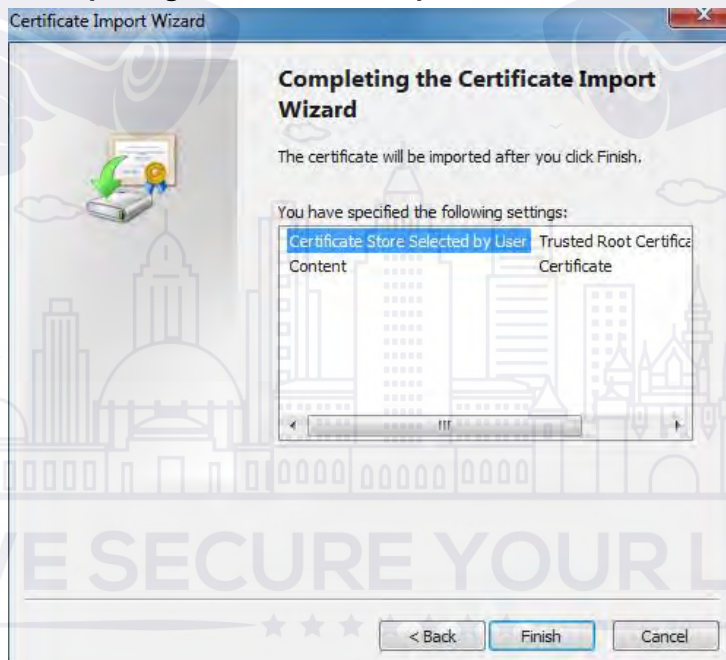 Certificate Import Wizard
Completing the Certificate Import
Wizard
The certificate will be imported after you click Finish.
You have specified the following settings:
Certificate Store Selected by User Trusted Root Certifica
Content Certificate
E SECURE YOUR L
< Back Finish Cancel